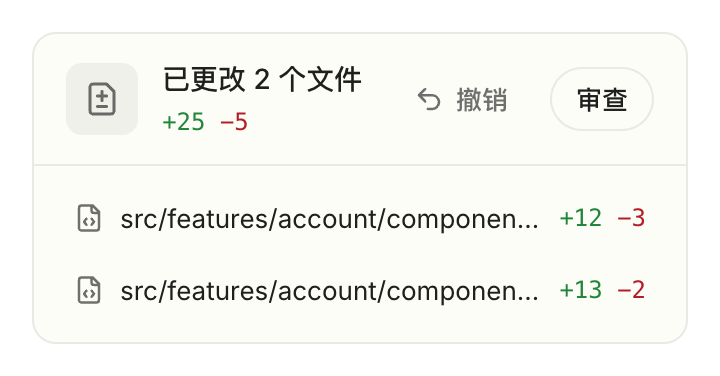 已更改 2 个文件
+25 −5
撤销
审查
src/features/account/componen... +12 −3
src/features/account/componen... +13 −2